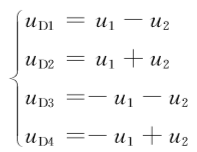 u_{D1} = u_1 − u_2
u_{D2} = u_1 + u_2
u_{D3} = − u_1 − u_2
u_{D4} = − u_1 + u_2